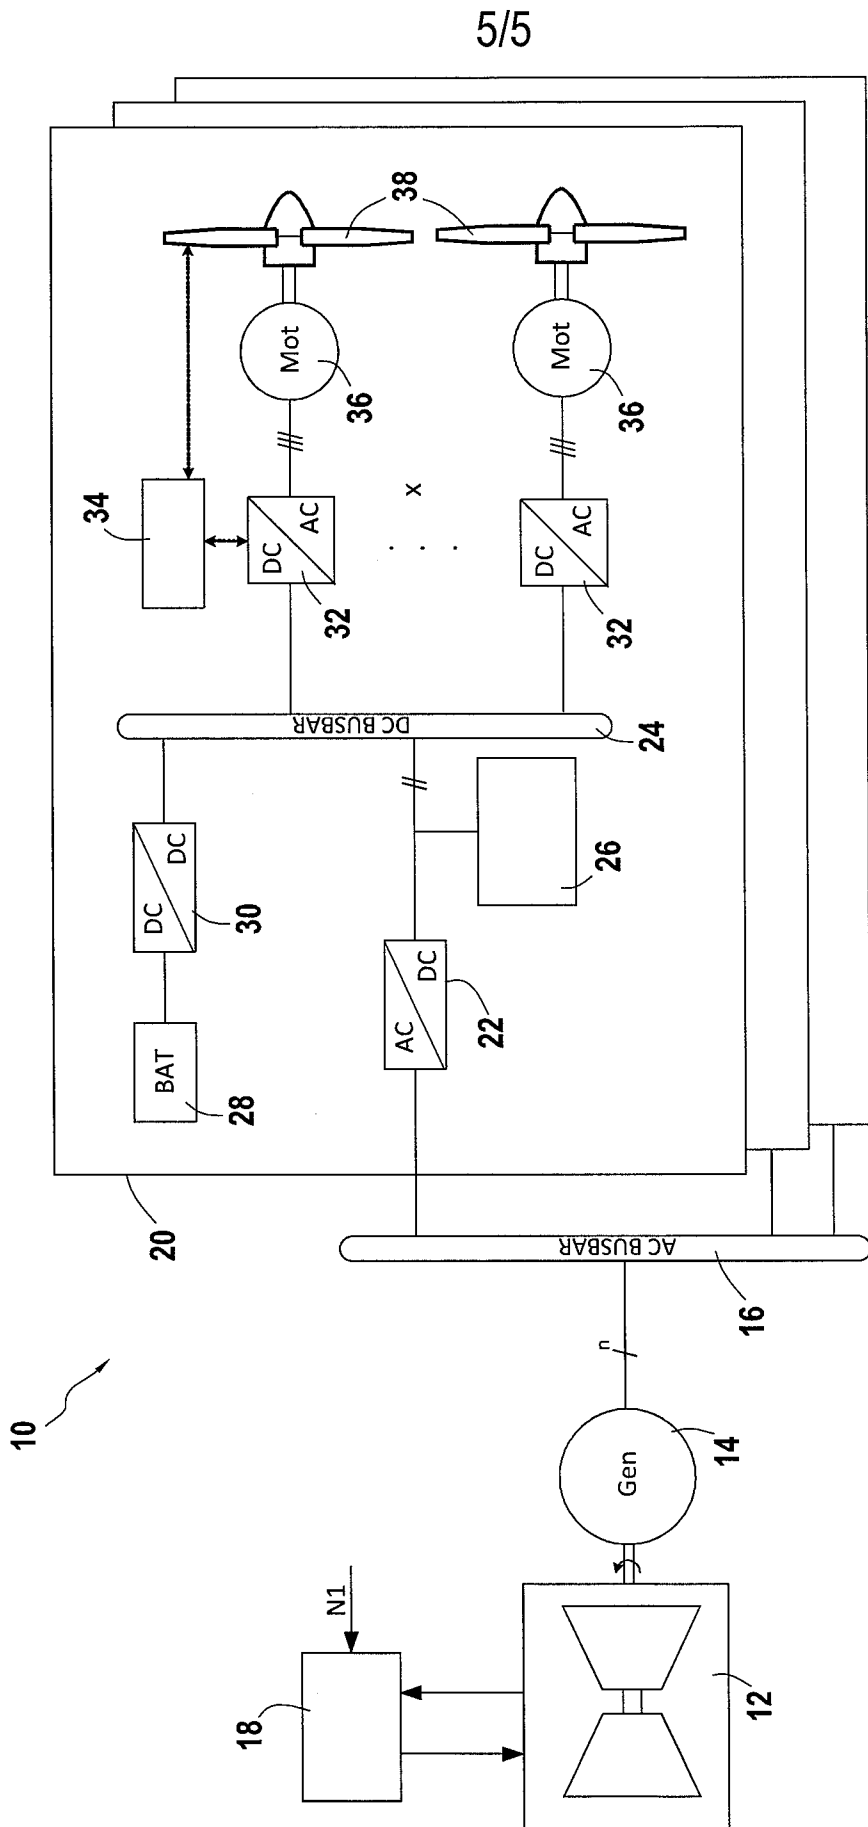 5/5
10
12
14
Gen
n
16
AC BUSBAR
18
N1
20
BAT
28
DC
DC
30
AC
DC
22
26
DC BUSBAR
24
34
DC
AC
32
Mot
36
38
. . .
x
DC
AC
32
Mot
36